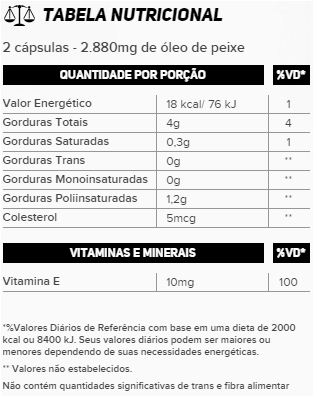 TABELA NUTRICIONAL
2 cápsulas - 2.880mg de óleo de peixe
QUANTIDADE POR PORÇÃO %VD*
Valor Energético 18 kcal/ 76 kJ 1
Gorduras Totais 4g 4
Gorduras Saturadas 0,3g 1
Gorduras Trans 0g **
Gorduras Monoinsaturadas 0g **
Gorduras Poliinsaturadas 1,2g **
Colesterol 5mcg **
VITAMINAS E MINERAIS %VD*
Vitamina E 10mg 100
*%Valores Diários de Referência com base em uma dieta de 2000
kcal ou 8400 kJ. Seus valores diários podem ser maiores ou
menores dependendo de suas necessidades energéticas.
** Valores não estabelecidos.
Não contém quantidades significativas de trans e fibra alimentar